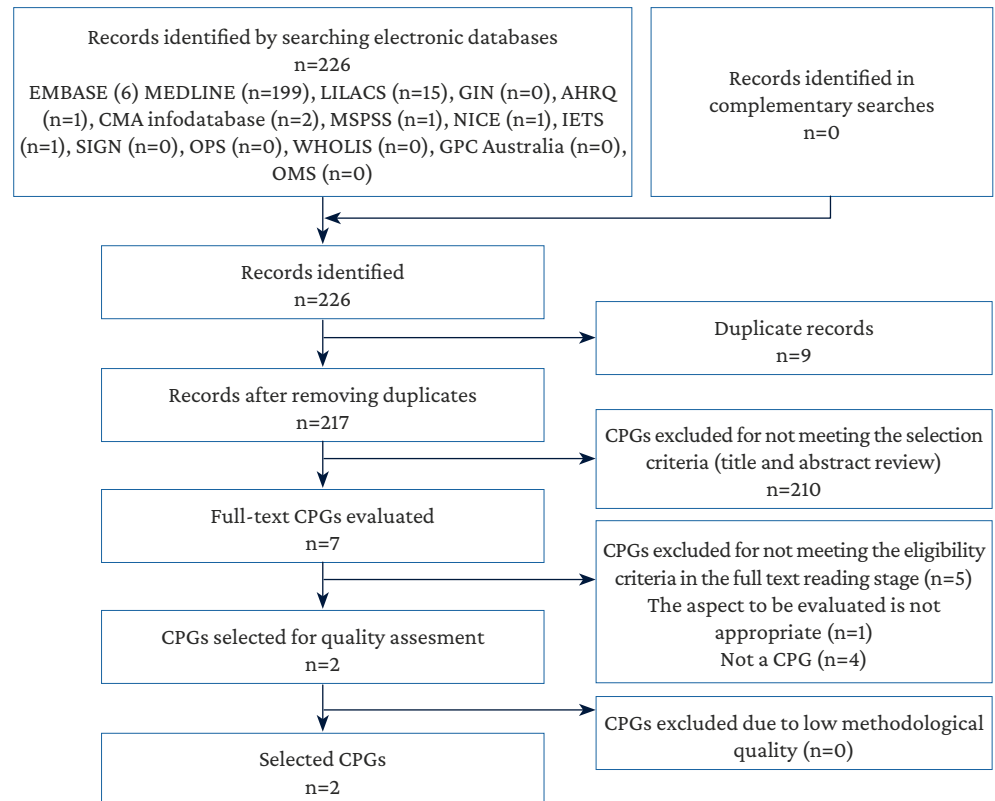 Records identified by searching electronic databases
n=226
EMBASE (6) MEDLINE (n=199), LILACS (n=15), GIN (n=0), AHRQ
(n=1), CMA infodatabase (n=2), MSPSS (n=1), NICE (n=1), IETS
(n=1), SIGN (n=0), OPS (n=0), WHOLIS (n=0), GPC Australia (n=0),
OMS (n=0)
Records identified in
complementary searches
n=0
Records identified
n=226
Duplicate records
n=9
Records after removing duplicates
n=217
CPGs excluded for not meeting the selection
criteria (title and abstract review)
n=210
Full-text CPGs evaluated
n=7
CPGs excluded for not meeting the eligibility
criteria in the full text reading stage (n=5)
The aspect to be evaluated is not
appropriate (n=1)
Not a CPG (n=4)
CPGs selected for quality assesment
n=2
CPGs excluded due to low methodological
quality (n=0)
Selected CPGs
n=2